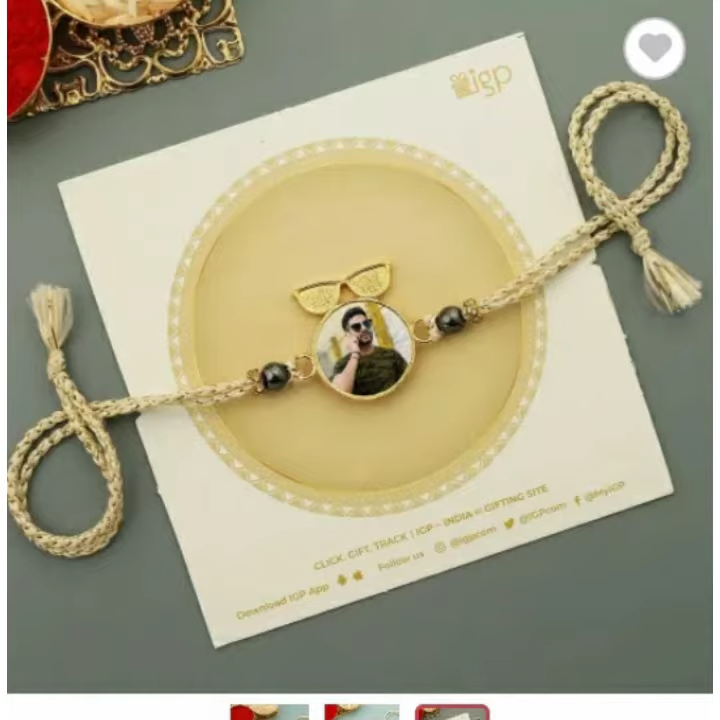 igp
CLICK, GIFT, TRACK ! IGP - INDIA GIFTING SITE
Download IGP App Follow us @igpcom @IGPcom @MyIGP